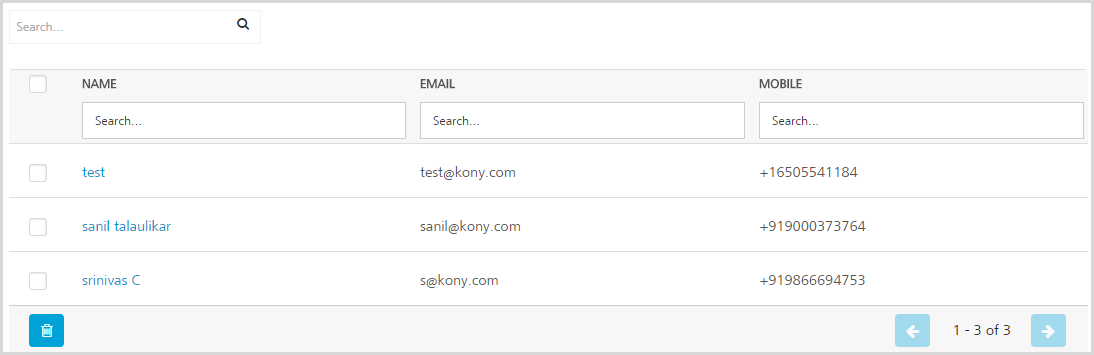 Search...
NAME EMAIL MOBILE
Search... Search... Search...
test test@kony.com +16505541184
sanil talaulikar sanil@kony.com +919000373764
srinivas C s@kony.com +919866694753
1 - 3 of 3